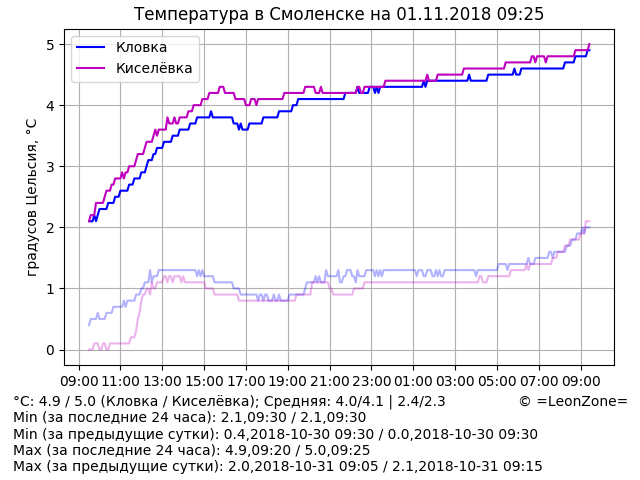 Температура в Смоленске на 01.11.2018 09:25
Кловка
Киселёвка
градусов Цельсия, °C
5
4
3
2
1
0
09:00 11:00 13:00 15:00 17:00 19:00 21:00 23:00 01:00 03:00 05:00 07:00 09:00
°C: 4.9 / 5.0 (Кловка / Киселёвка); Средняя: 4.0/4.1 | 2.4/2.3 © =LeonZone=
Min (за последние 24 часа): 2.1,09:30 / 2.1,09:30
Min (за предыдущие сутки): 0.4,2018-10-30 09:30 / 0.0,2018-10-30 09:30
Max (за последние 24 часа): 4.9,09:20 / 5.0,09:25
Max (за предыдущие сутки): 2.0,2018-10-31 09:05 / 2.1,2018-10-31 09:15